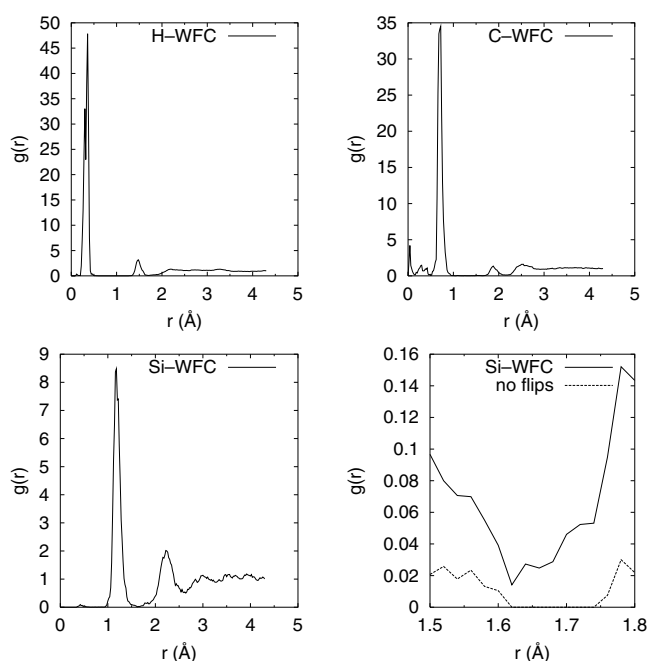 50
45
40
35
30
25
20
15
10
5
0
g(r)
H–WFC
0 1 2 3 4 5
r (Å)
35
30
25
20
15
10
5
0
g(r)
C–WFC
0 1 2 3 4 5
r (Å)
9
8
7
6
5
4
3
2
1
0
g(r)
Si–WFC
0 1 2 3 4 5
r (Å)
0.16
0.14
0.12
0.1
0.08
0.06
0.04
0.02
0
g(r)
Si–WFC
no flips
1.5 1.6 1.7 1.8
r (Å)